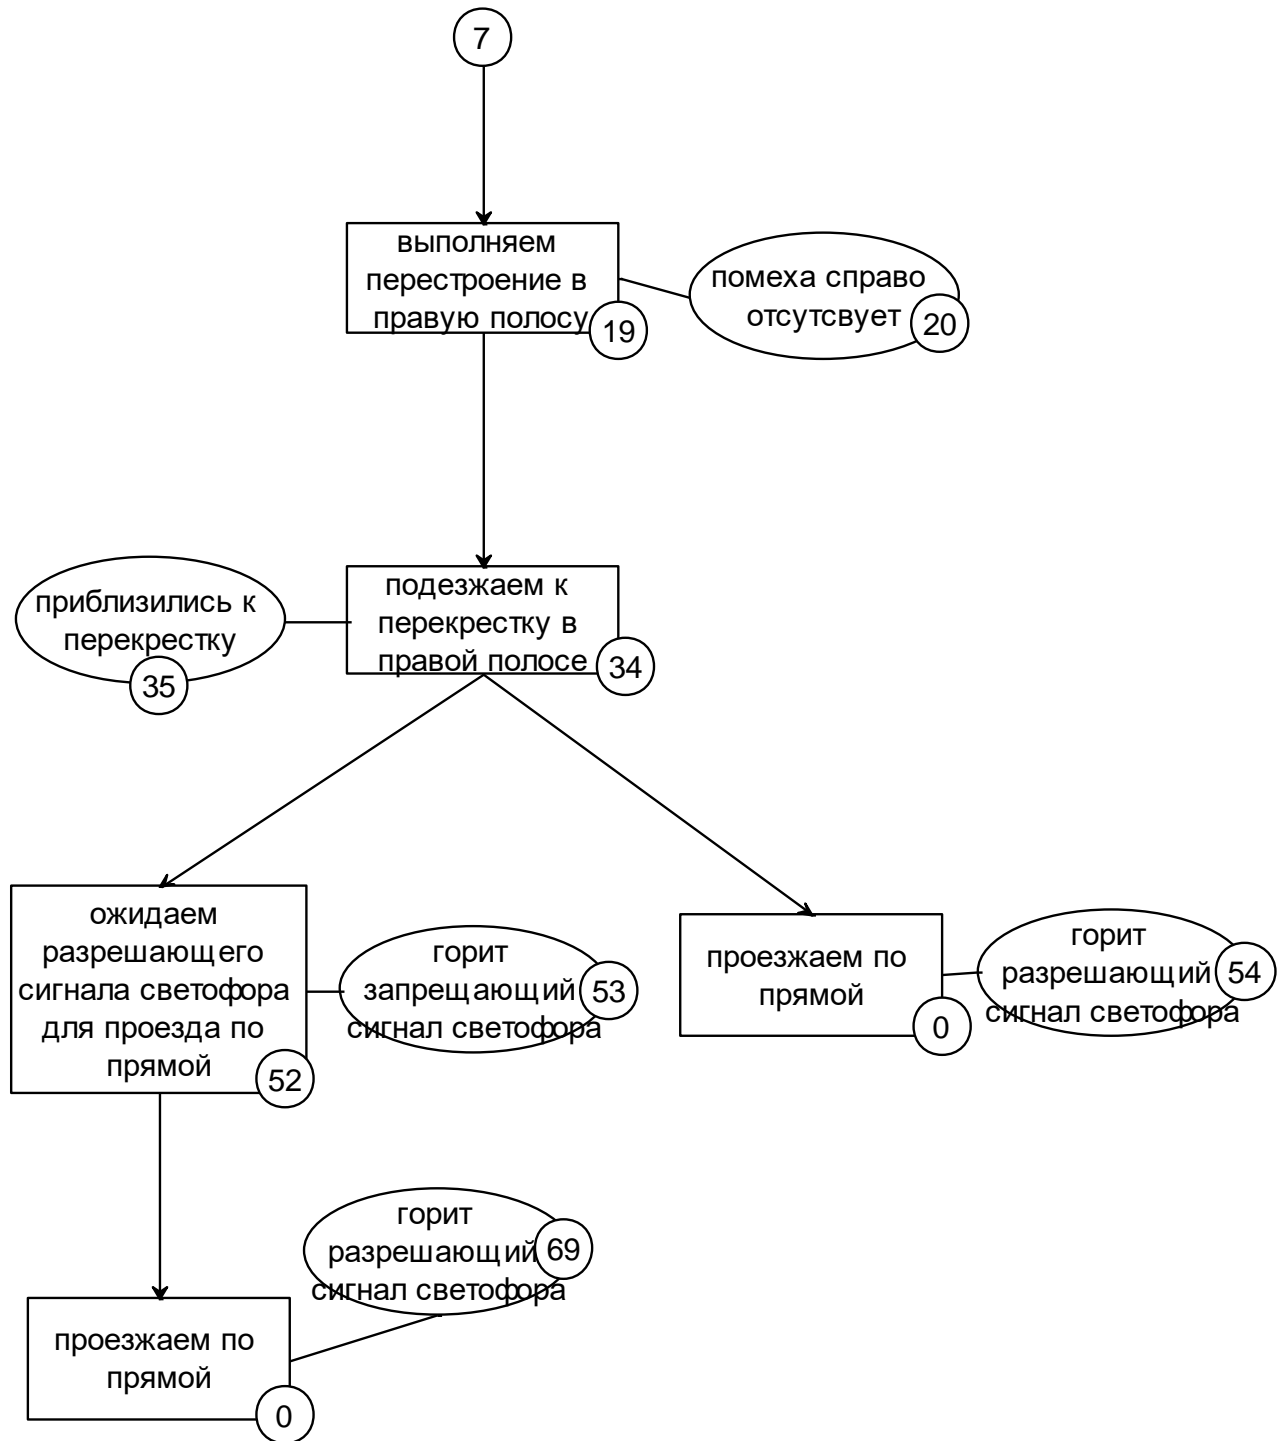 7
выполняем
перестроение в
правую полосу
19
помеха справо
отсутсвует
20
приблизились к
перекрестку
35
подезжаем к
перекрестку в
правой полосе
34
ожидаем
разрешающего
сигнала светофора
для проезда по
прямой
52
горит
запрещающий
сигнал светофора
53
проезжаем по
прямой
0
горит
разрешающий
сигнал светофора
54
горит
разрешающий
сигнал светофора
69
проезжаем по
прямой
0